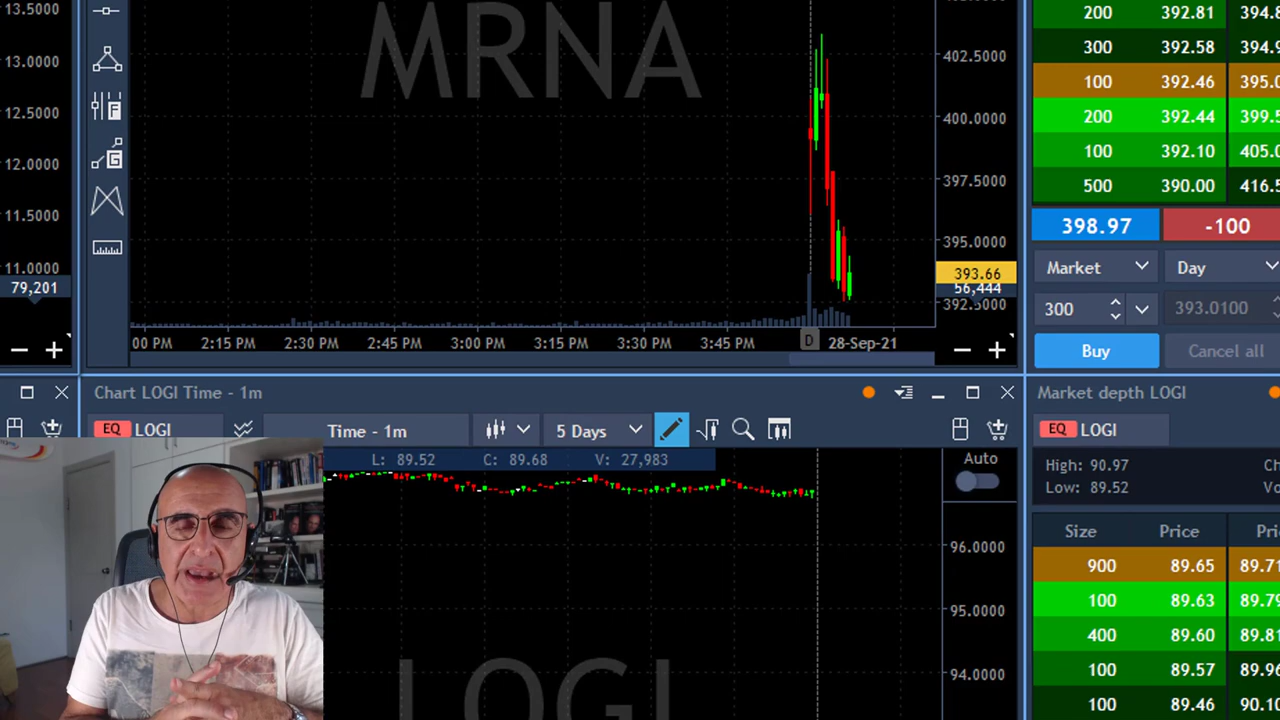 13.5000
13.0000
12.5000
12.0000
11.5000
11.0000
79,201
F
G
MRNA
402.5000
400.0000
397.5000
395.0000
393.66
56,444
392.5000
2:15 PM
2:30 PM
2:45 PM
3:00 PM
3:15 PM
3:30 PM
3:45 PM
D
28-Sep-21
200 392.81
300 392.58
100 392.46
200 392.44
100 392.10
500 390.00
398.97
-100
Market
Day
300
393.0100
Buy
Cancel all
Chart LOGI Time - 1m
EQ LOGI
Time - 1m
5 Days
L: 89.52 C: 89.68 V: 27,983
Auto
96.0000
95.0000
94.0000
LOGI
Market depth LOGI
EQ LOGI
High: 90.97
Low: 89.52
Size Price
900 89.65
100 89.63
400 89.60
100 89.57
100 89.46